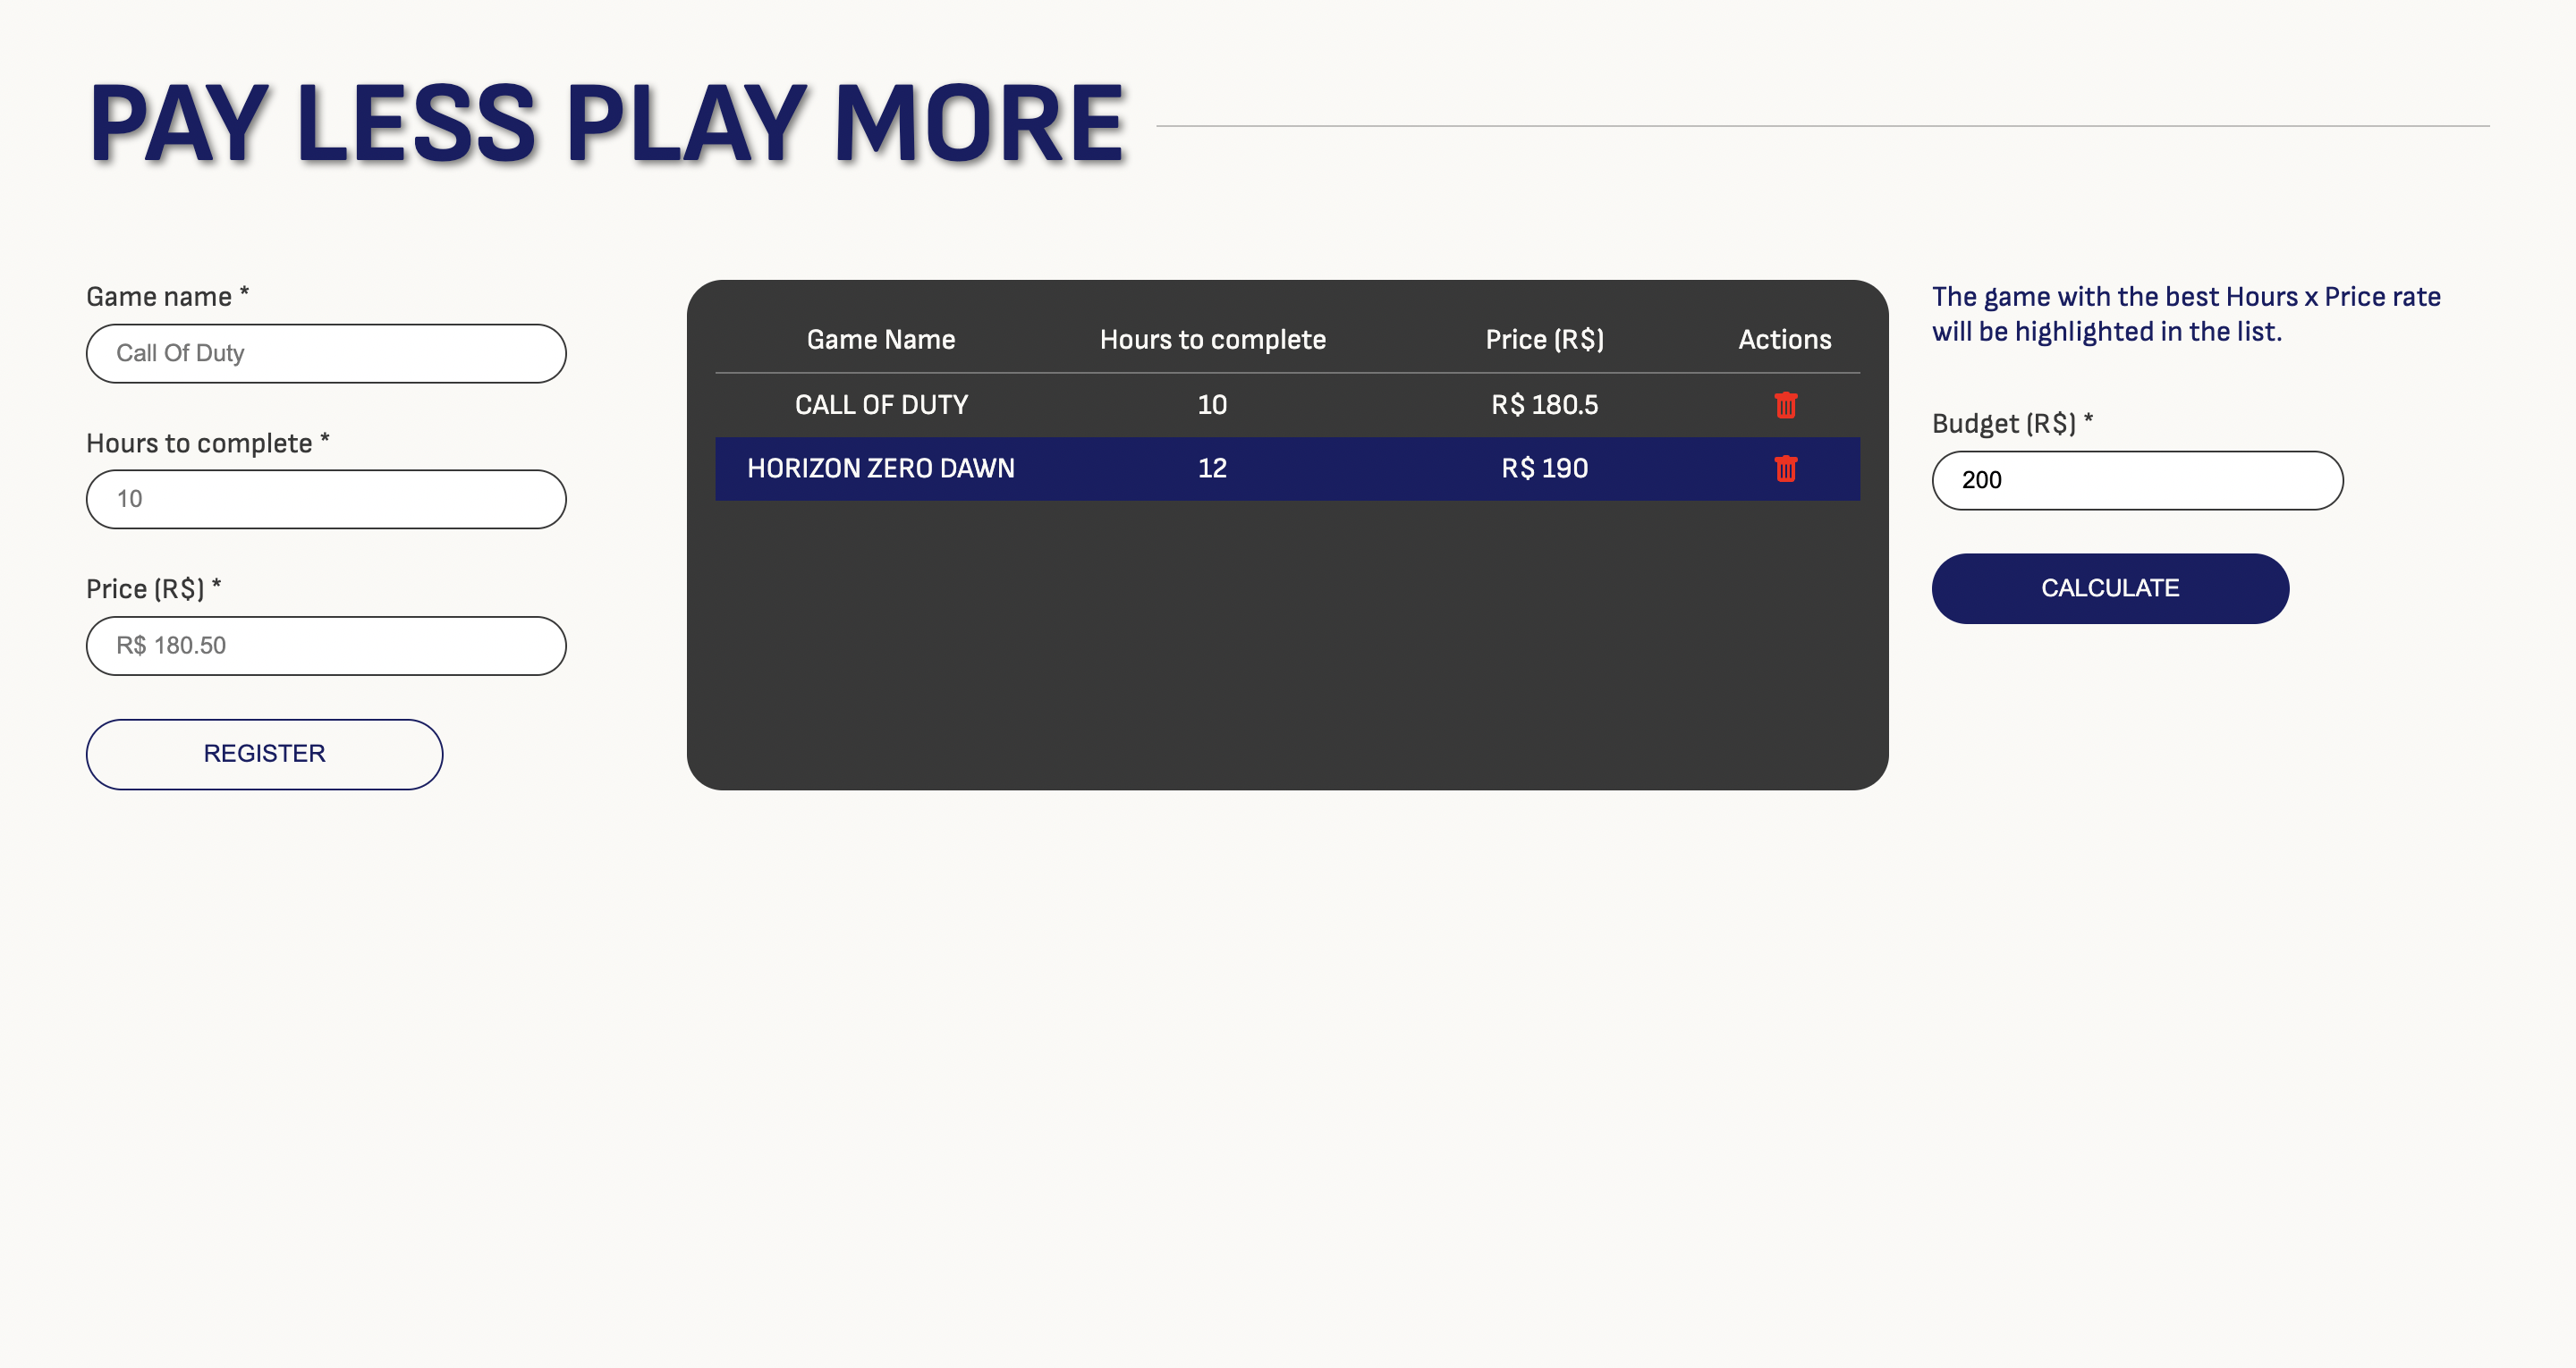 PAY LESS PLAY MORE
Game name *
Call Of Duty
Hours to complete *
10
Price (R$) *
R$ 180.50
REGISTER
Game Name Hours to complete Price (R$) Actions
CALL OF DUTY 10 R$ 180.5
HORIZON ZERO DAWN 12 R$ 190
The game with the best Hours x Price rate
will be highlighted in the list.
Budget (R$) *
200
CALCULATE